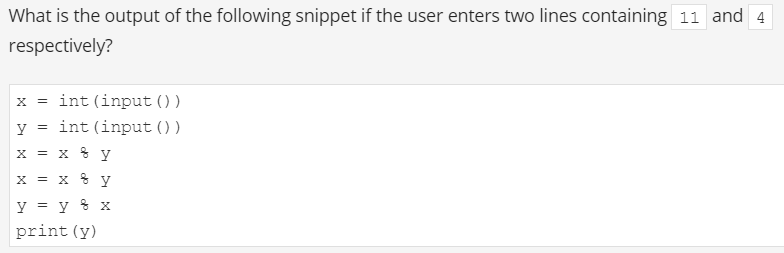 What is the output of the following snippet if the user enters two lines containing 11 and 4
respectively?
x = int(input())
y = int(input())
x = x % y
x = x % y
y = y % x
print(y)